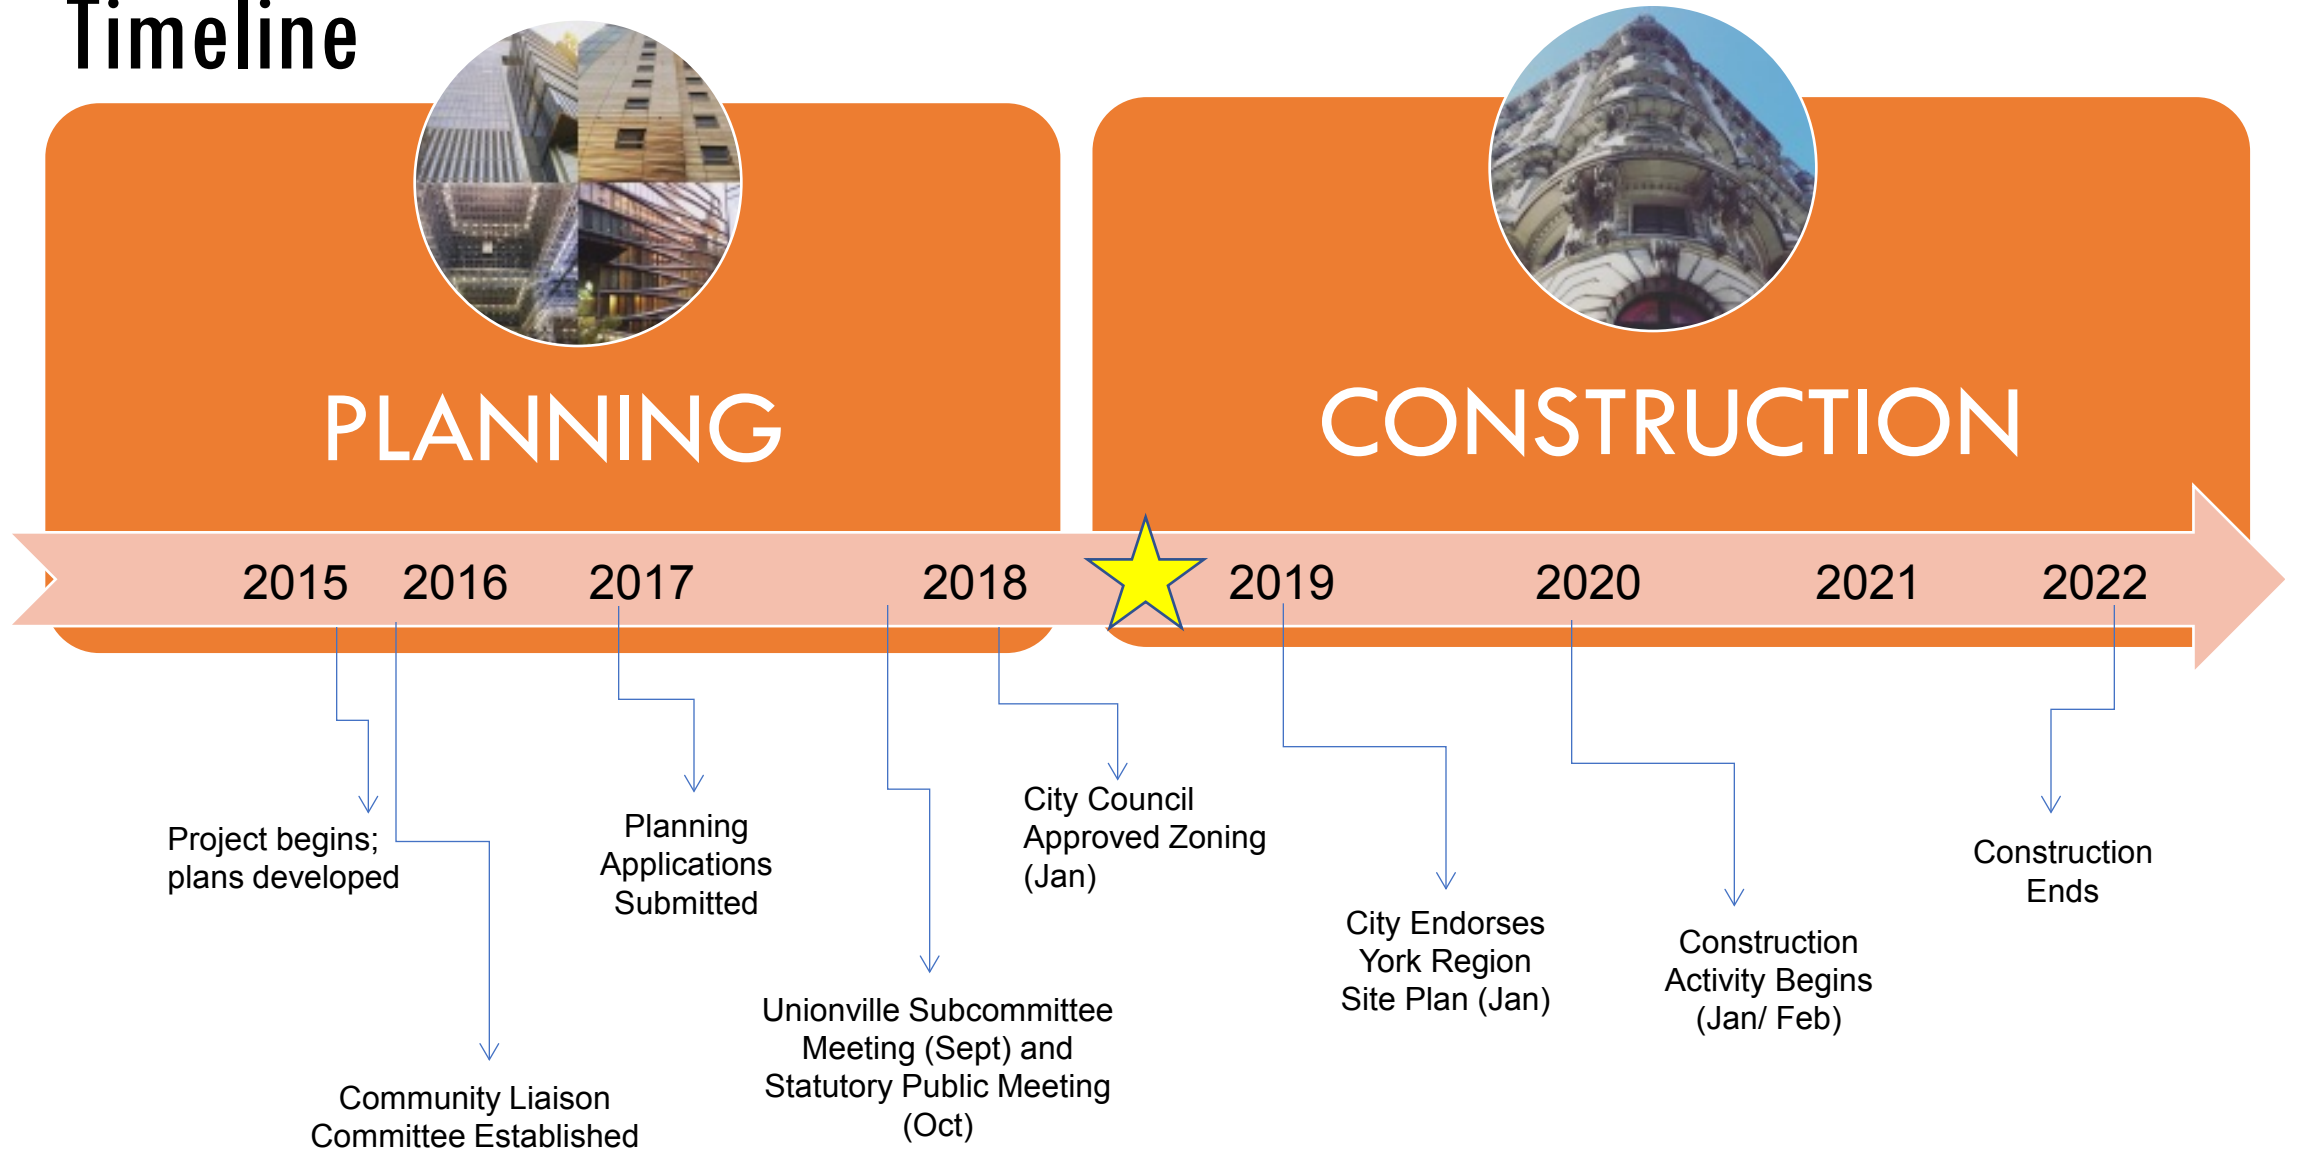 Timeline
PLANNING
CONSTRUCTION
2015
2016
2017
2018
2019
2020
2021
2022
Project begins;
plans developed
Community Liaison
Committee Established
Planning
Applications
Submitted
Unionville Subcommittee
Meeting (Sept) and
Statutory Public Meeting
(Oct)
City Council
Approved Zoning
(Jan)
City Endorses
York Region
Site Plan (Jan)
Construction
Activity Begins
(Jan/ Feb)
Construction
Ends